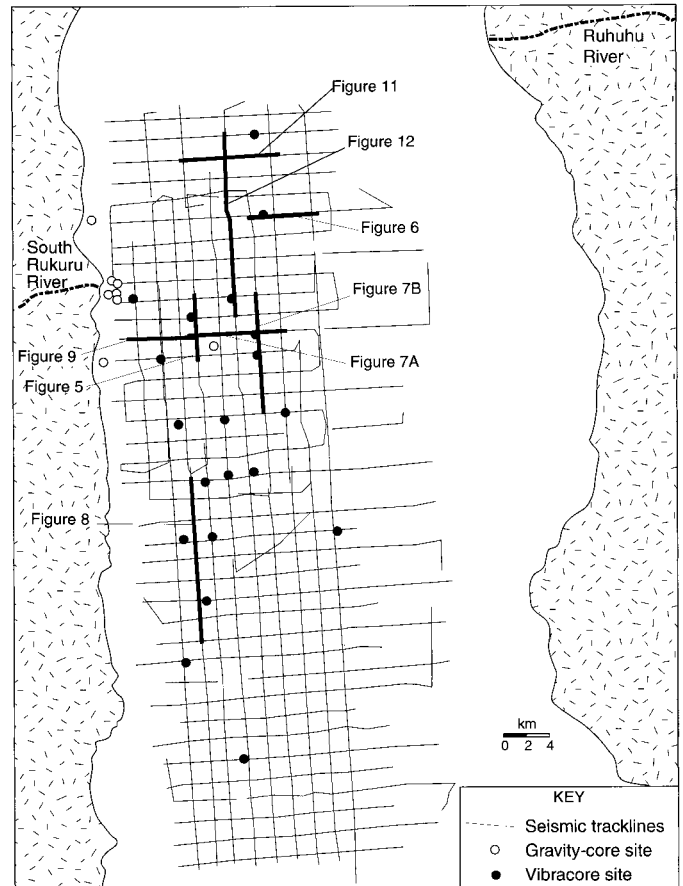 Ruhuhu
River
Figure 11
Figure 12
Figure 6
South
Rukuru
River
Figure 7B
Figure 9
Figure 7A
Figure 5
Figure 8
km
0 2 4
KEY
Seismic tracklines
Gravity-core site
Vibracore site